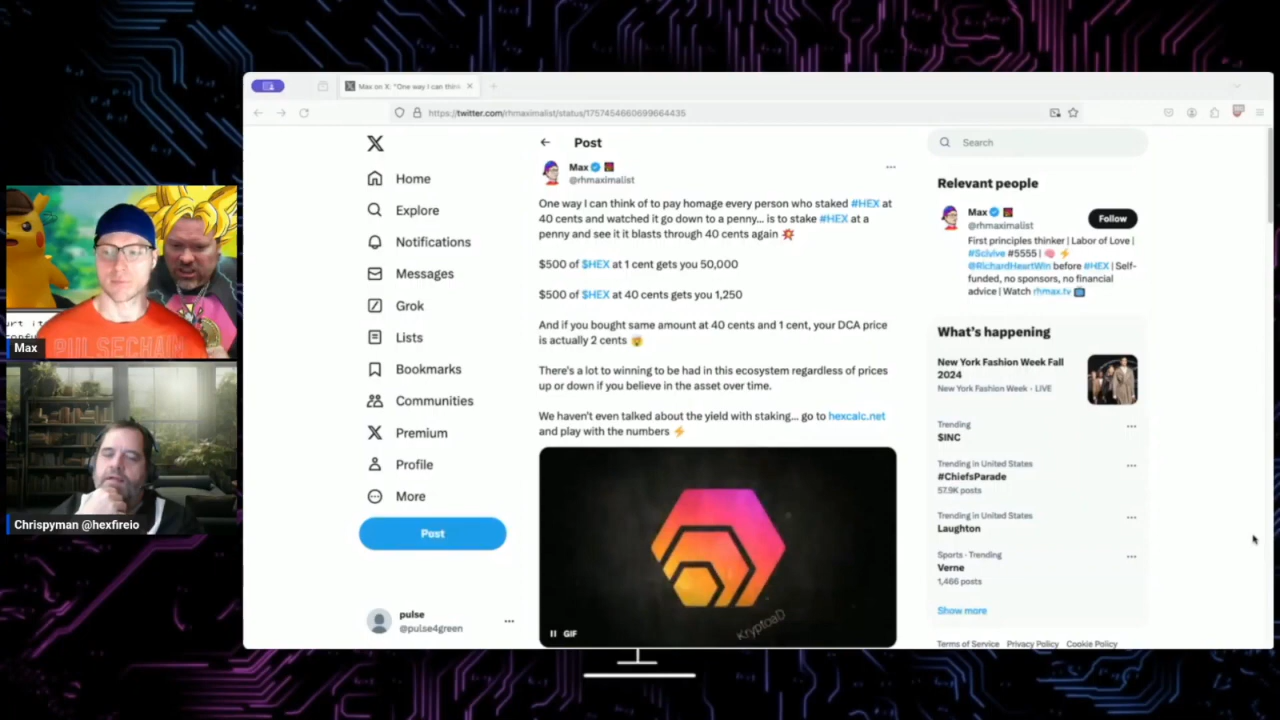 Max on X: "One way I can think
https://twitter.com/rhmaximalist/status/1757454660699664435
Home
Explore
Notifications
Messages
Grok
Lists
Bookmarks
Communities
Premium
Profile
More
Post
pulse
@pulse4green
Post
Max
@rhmaximalist
One way I can think of to pay homage every person who staked #HEX at
40 cents and watched it go down to a penny... is to stake #HEX at a
penny and see it it blasts through 40 cents again 💥
$500 of $HEX at 1 cent gets you 50,000
$500 of $HEX at 40 cents gets you 1,250
And if you bought same amount at 40 cents and 1 cent, your DCA price
is actually 2 cents 🤯
There's a lot to winning to be had in this ecosystem regardless of prices
up or down if you believe in the asset over time.
We haven't even talked about the yield with staking... go to hexcalc.net
and play with the numbers ⚡
KryptoaD
GIF
Search
Relevant people
Max
@rhmaximalist
Follow
First principles thinker | Labor of Love |
#Scivive #5555 | 🧠 ⚡
@RichardHeartWin before #HEX | Self-
funded, no sponsors, no financial
advice | Watch rhmax.tv 📺
What's happening
New York Fashion Week Fall
2024
New York Fashion Week · LIVE
Trending
$INC
Trending in United States
#ChiefsParade
57.9K posts
Trending in United States
Laughton
Sports · Trending
Verne
1,466 posts
Show more
Terms of Service Privacy Policy Cookie Policy
PULSECHAIN
Max
Chrispyman @hexfireio